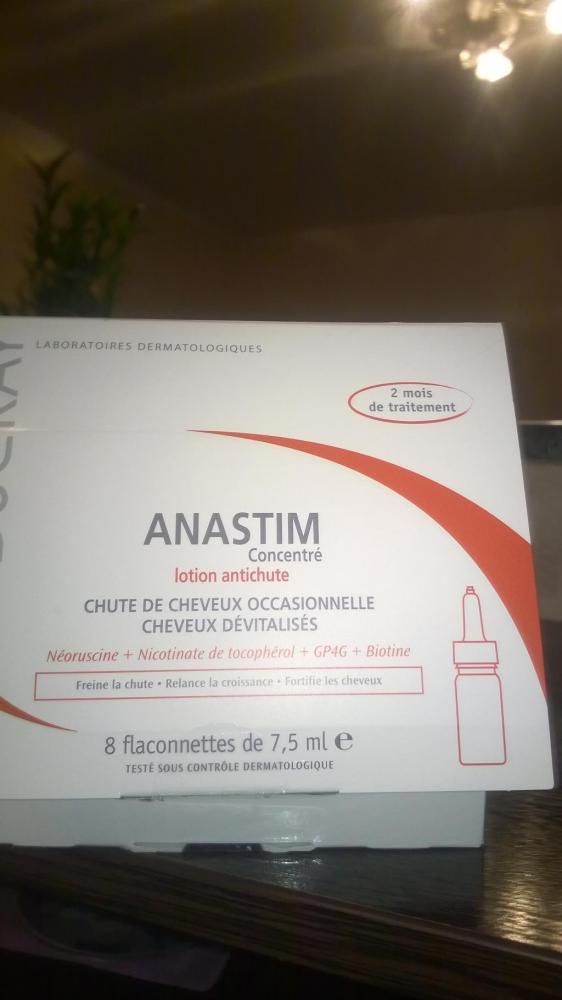 LABORATOIRES DERMATOLOGIQUES
2 mois
de traitement
ANASTIM
Concentré
lotion antichute
CHUTE DE CHEVEUX OCCASIONNELLE
CHEVEUX DÉVITALISÉS
Néoruscine + Nicotinate de tocophérol + GP4G + Biotine
Freine la chute • Relance la croissance • Fortifie les cheveux
8 flaconnettes de 7,5 ml e
TESTÉ SOUS CONTRÔLE DERMATOLOGIQUE